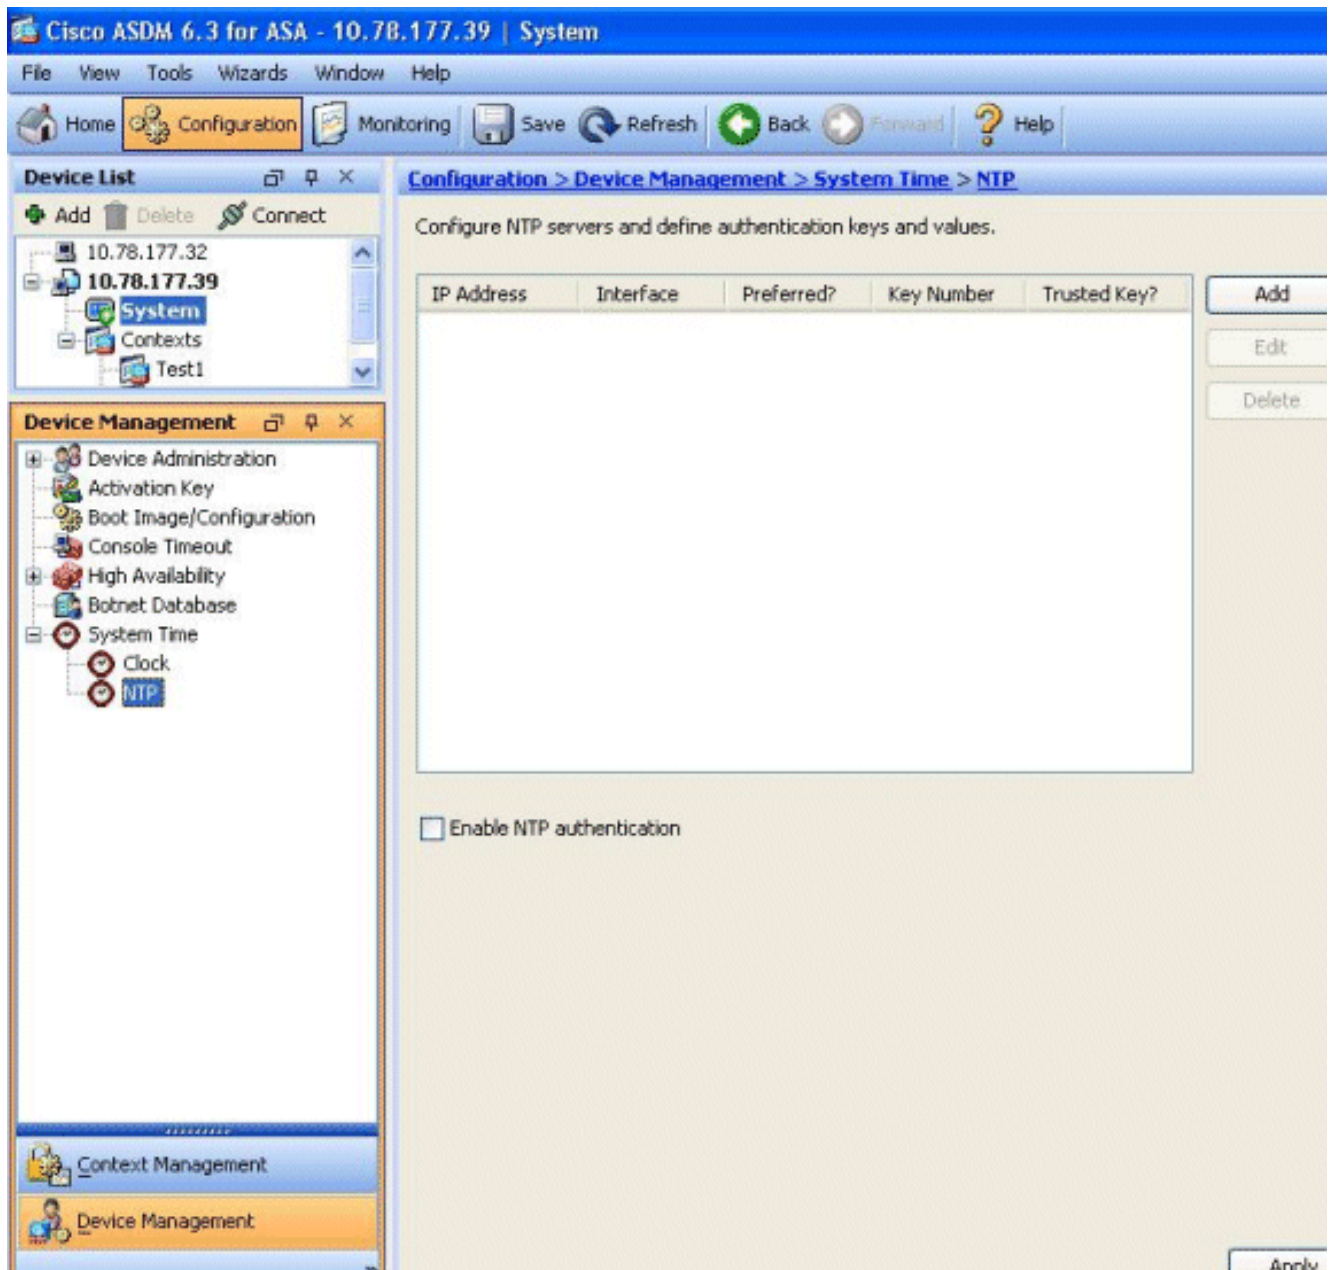 Cisco ASDM 6.3 for ASA - 10.78.177.39 | System
File View Tools Wizards Window Help
Home Configuration Monitoring Save Refresh Back Forward Help
Device List
Add Delete Connect
10.78.177.32
10.78.177.39
System
Contexts
Test1
Device Management
Device Administration
Activation Key
Boot Image/Configuration
Console Timeout
High Availability
Botnet Database
System Time
Clock
NTP
Context Management
Device Management
Configuration > Device Management > System Time > NTP
Configure NTP servers and define authentication keys and values.
IP Address Interface Preferred? Key Number Trusted Key?
Add
Edit
Delete
Enable NTP authentication
Apply